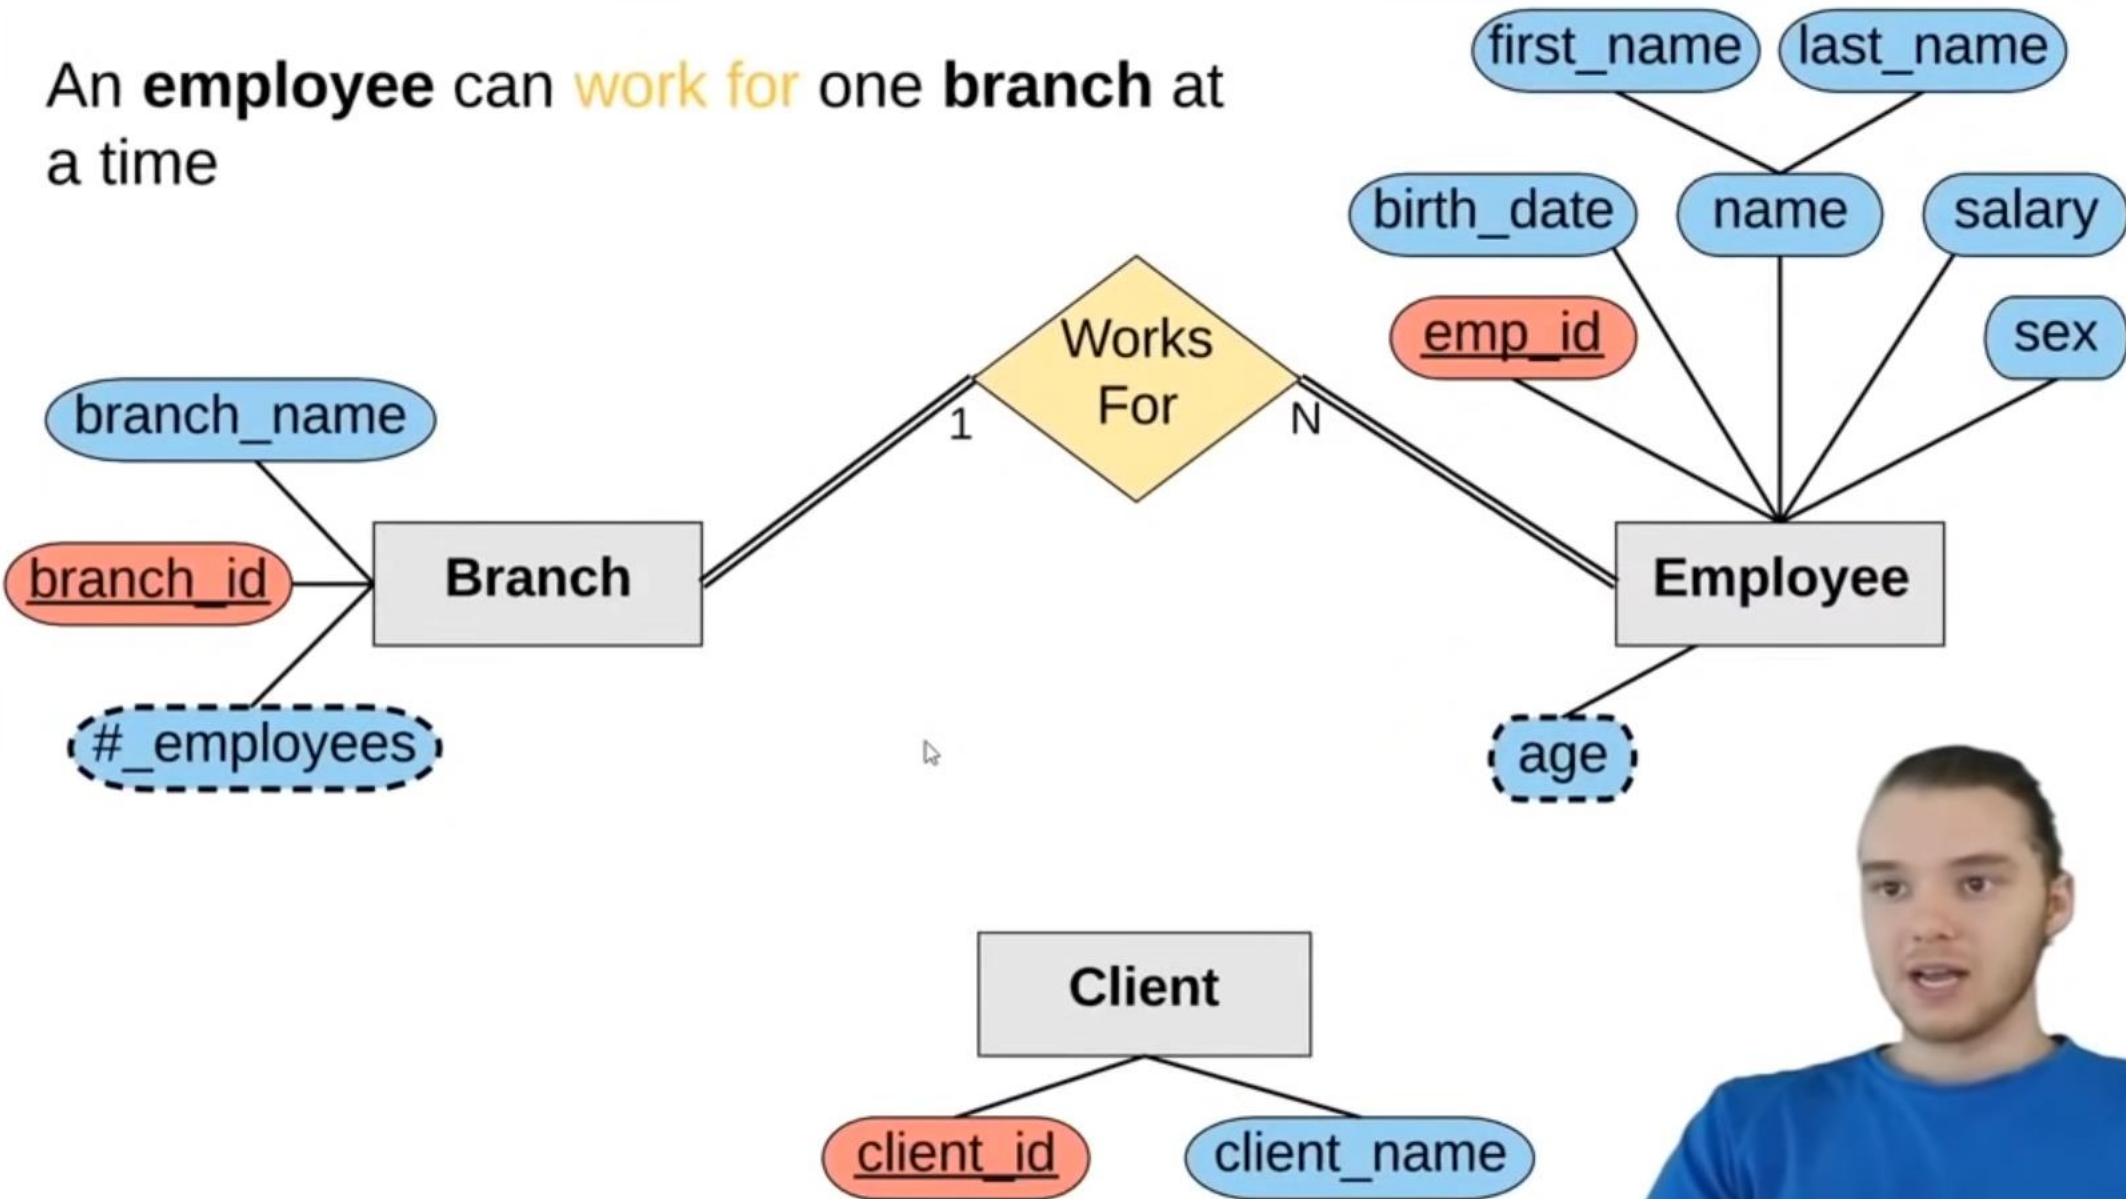 An employee can work for one branch at
a time
first_name
last_name
birth_date
name
salary
emp_id
sex
Works
For
1
N
branch_name
branch_id
#_employees
Branch
Employee
age
Client
client_id
client_name